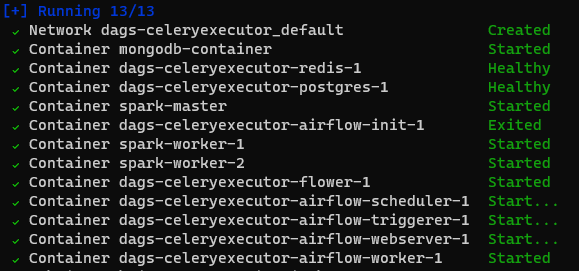 [+] Running 13/13
✓ Network dags-celeryexecutor_default Created
✓ Container mongodb-container Started
✓ Container dags-celeryexecutor-redis-1 Healthy
✓ Container dags-celeryexecutor-postgres-1 Healthy
✓ Container spark-master Started
✓ Container dags-celeryexecutor-airflow-init-1 Exited
✓ Container spark-worker-1 Started
✓ Container spark-worker-2 Started
✓ Container dags-celeryexecutor-flower-1 Started
✓ Container dags-celeryexecutor-airflow-scheduler-1 Start...
✓ Container dags-celeryexecutor-airflow-triggerer-1 Start...
✓ Container dags-celeryexecutor-airflow-webserver-1 Start...
✓ Container dags-celeryexecutor-airflow-worker-1 Started